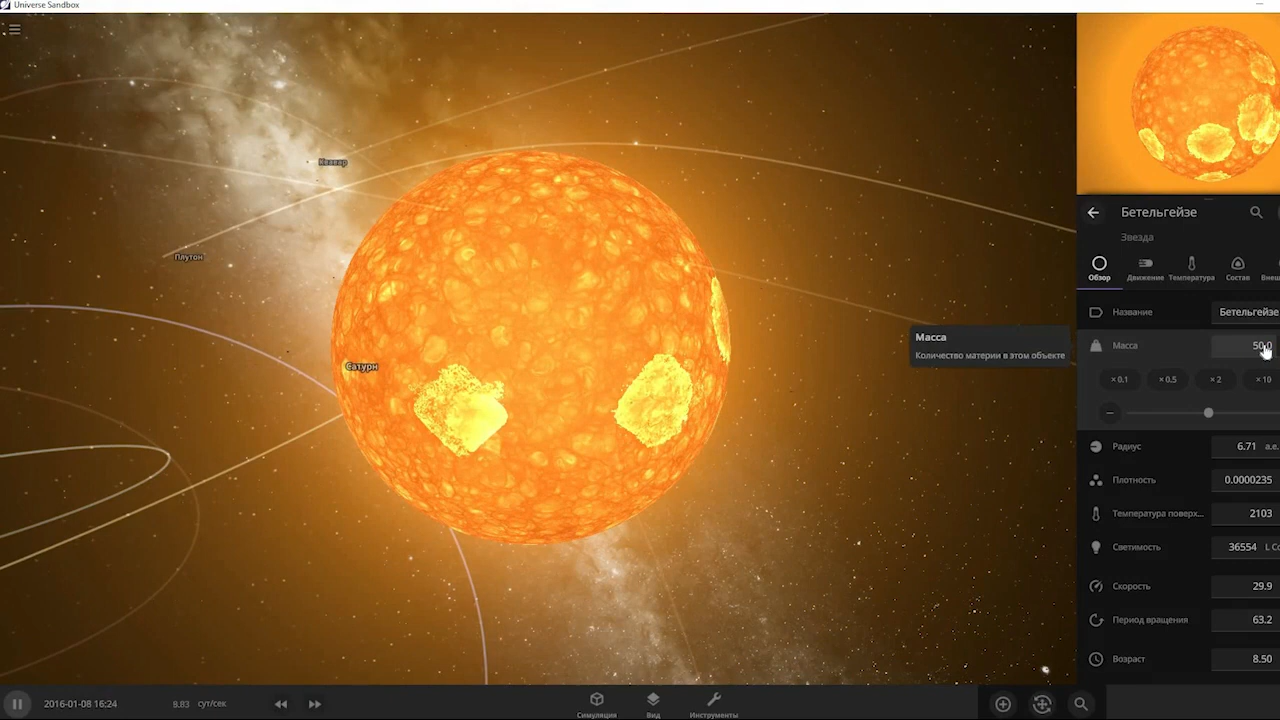 Universe Sandbox
Квавар
Плутон
Сатурн
Бетельгейзе
Звезда
Обзор
Движение
Температура
Состав
Внеш
Название
Бетельгейзе
Масса
Количество материи в этом объекте
Масса
50.0
× 0.1
× 0.5
× 2
× 10
Радиус
6.71 а.е.
Плотность
0.0000235
Температура поверх...
2103
Светимость
36554 L Со
Скорость
29.9
Период вращения
63.2
Возраст
8.50
2016-01-08 16:24
8.83 сут/сек
Симуляция
Вид
Инструменты